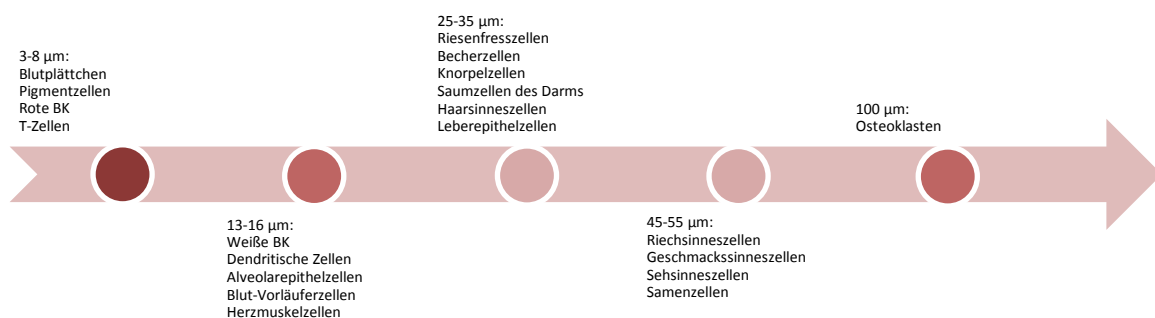 3-8 µm:
Blutplättchen
Pigmentzellen
Rote BK
T-Zellen
13-16 µm:
Weiße BK
Dendritische Zellen
Alveolarepithelzellen
Blut-Vorläuferzellen
Herzmuskelzellen
25-35 µm:
Riesenfresszellen
Becherzellen
Knorpelzellen
Saumzellen des Darms
Haarsinneszellen
Leberepithelzellen
45-55 µm:
Riechsinneszellen
Geschmackssinneszellen
Sehsinneszellen
Samenzellen
100 µm:
Osteoklasten